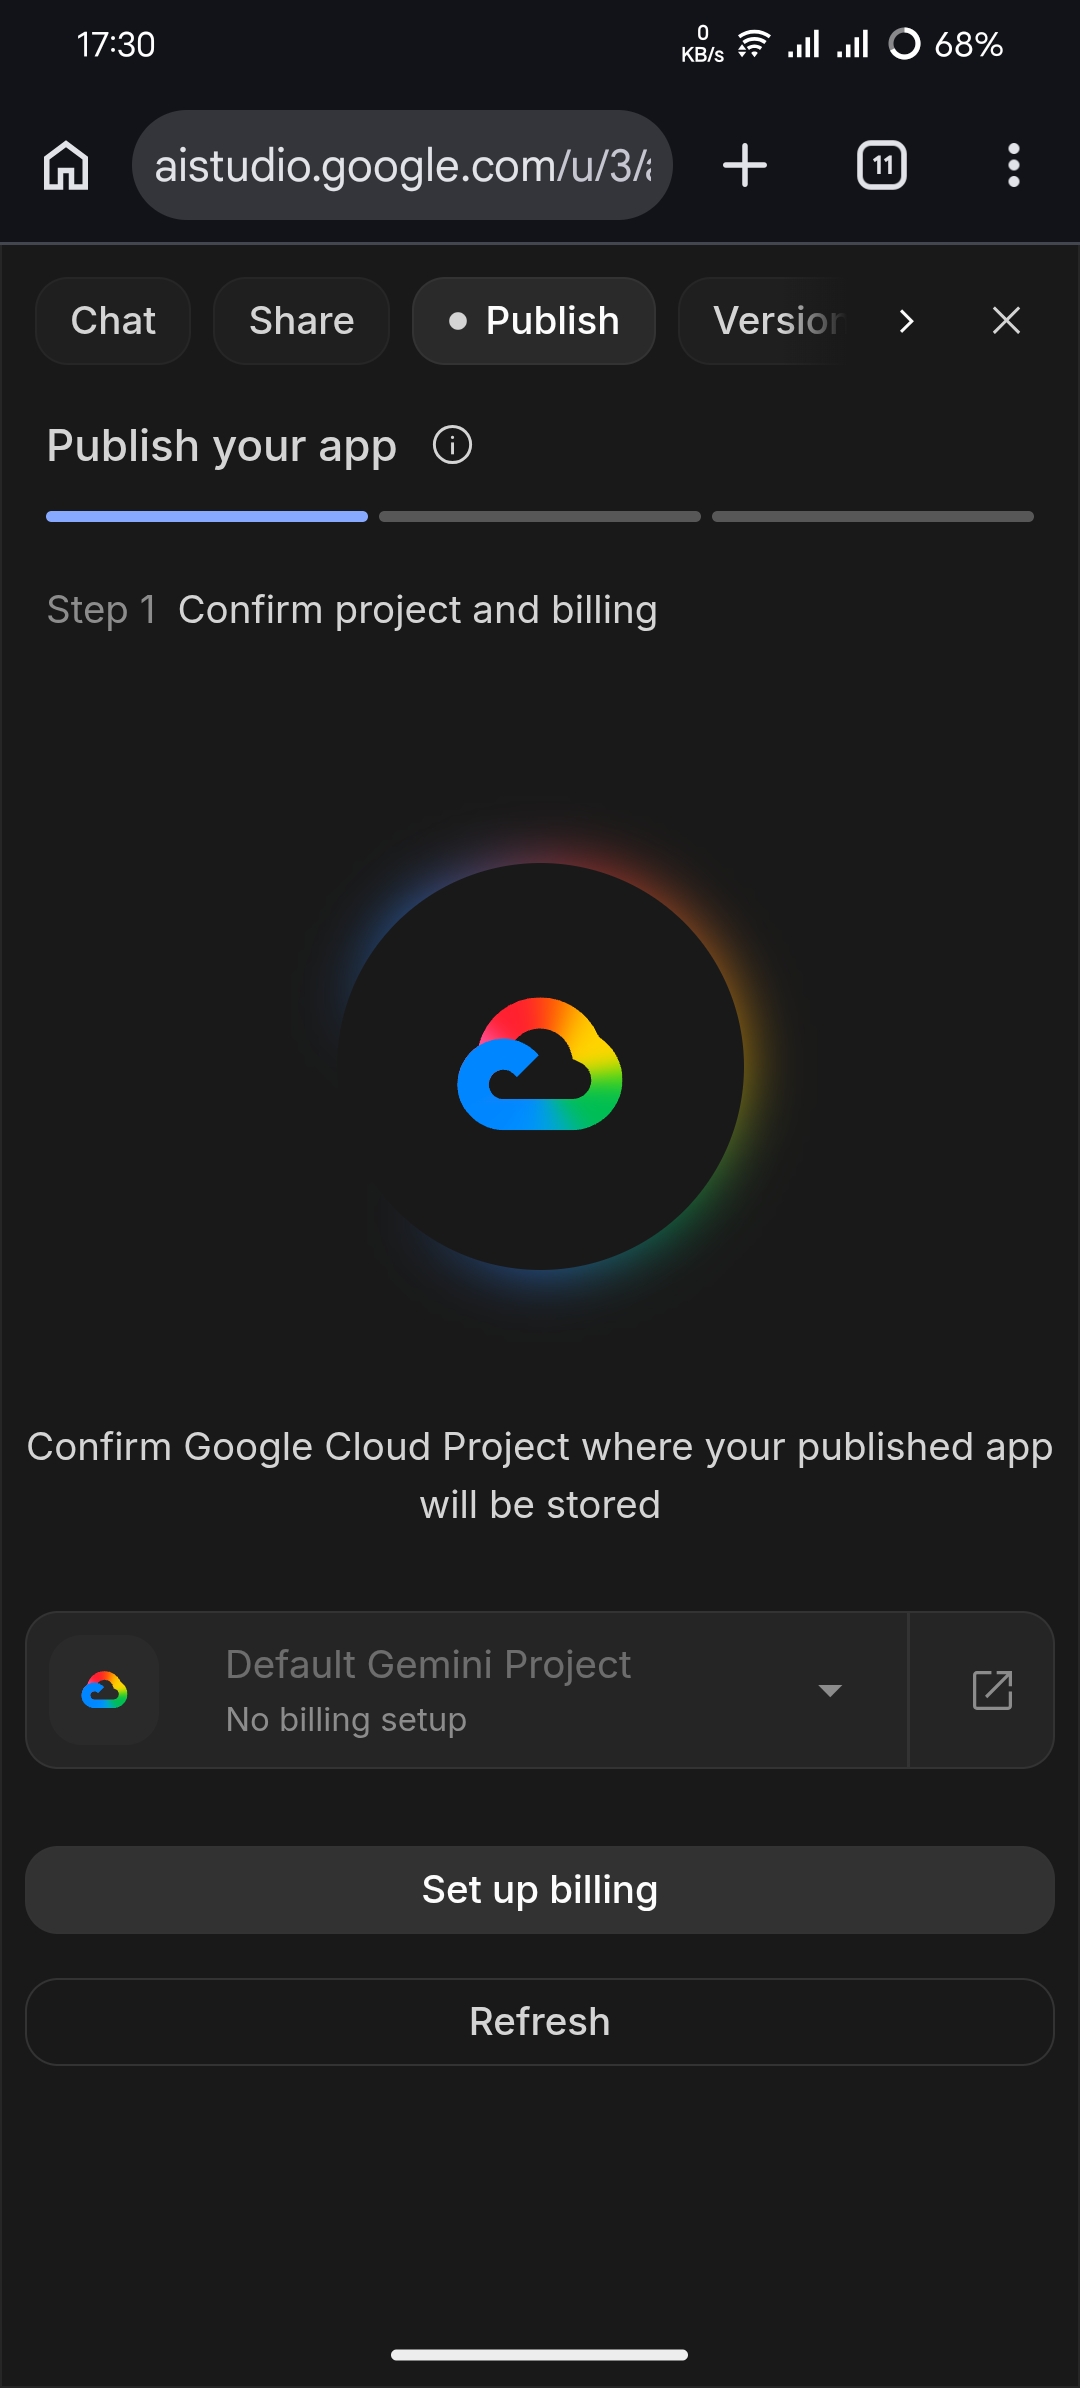 17:30
0
KB/s
68%
aistudio.google.com/u/3/
11
Chat
Share
Publish
Version
Publish your app
Step 1 Confirm project and billing
Confirm Google Cloud Project where your published app
will be stored
Default Gemini Project
No billing setup
Set up billing
Refresh